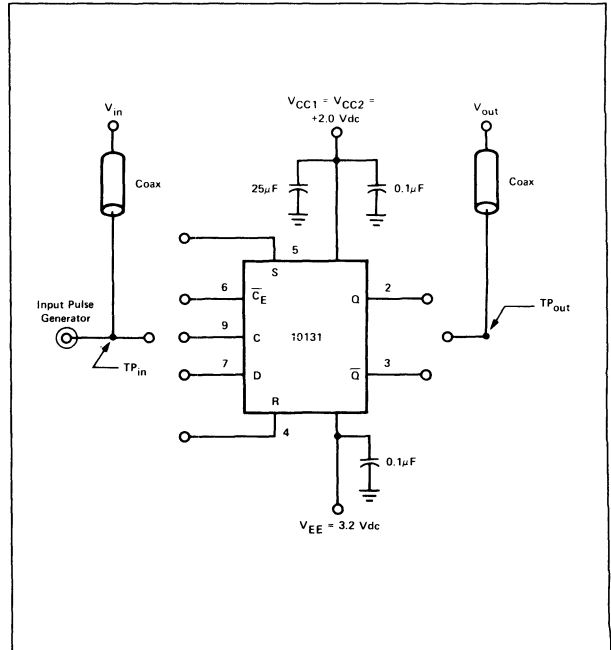 V_CC1 = V_CC2 =
+2.0 Vdc
V_in
V_out
Coax
25μF
0.1μF
Coax
5
S
6
C̅_E
Q
2
Input Pulse
Generator
9
C
10131
TP_out
TP_in
7
D
Q̅
3
R
4
0.1μF
V_EE = 3.2 Vdc